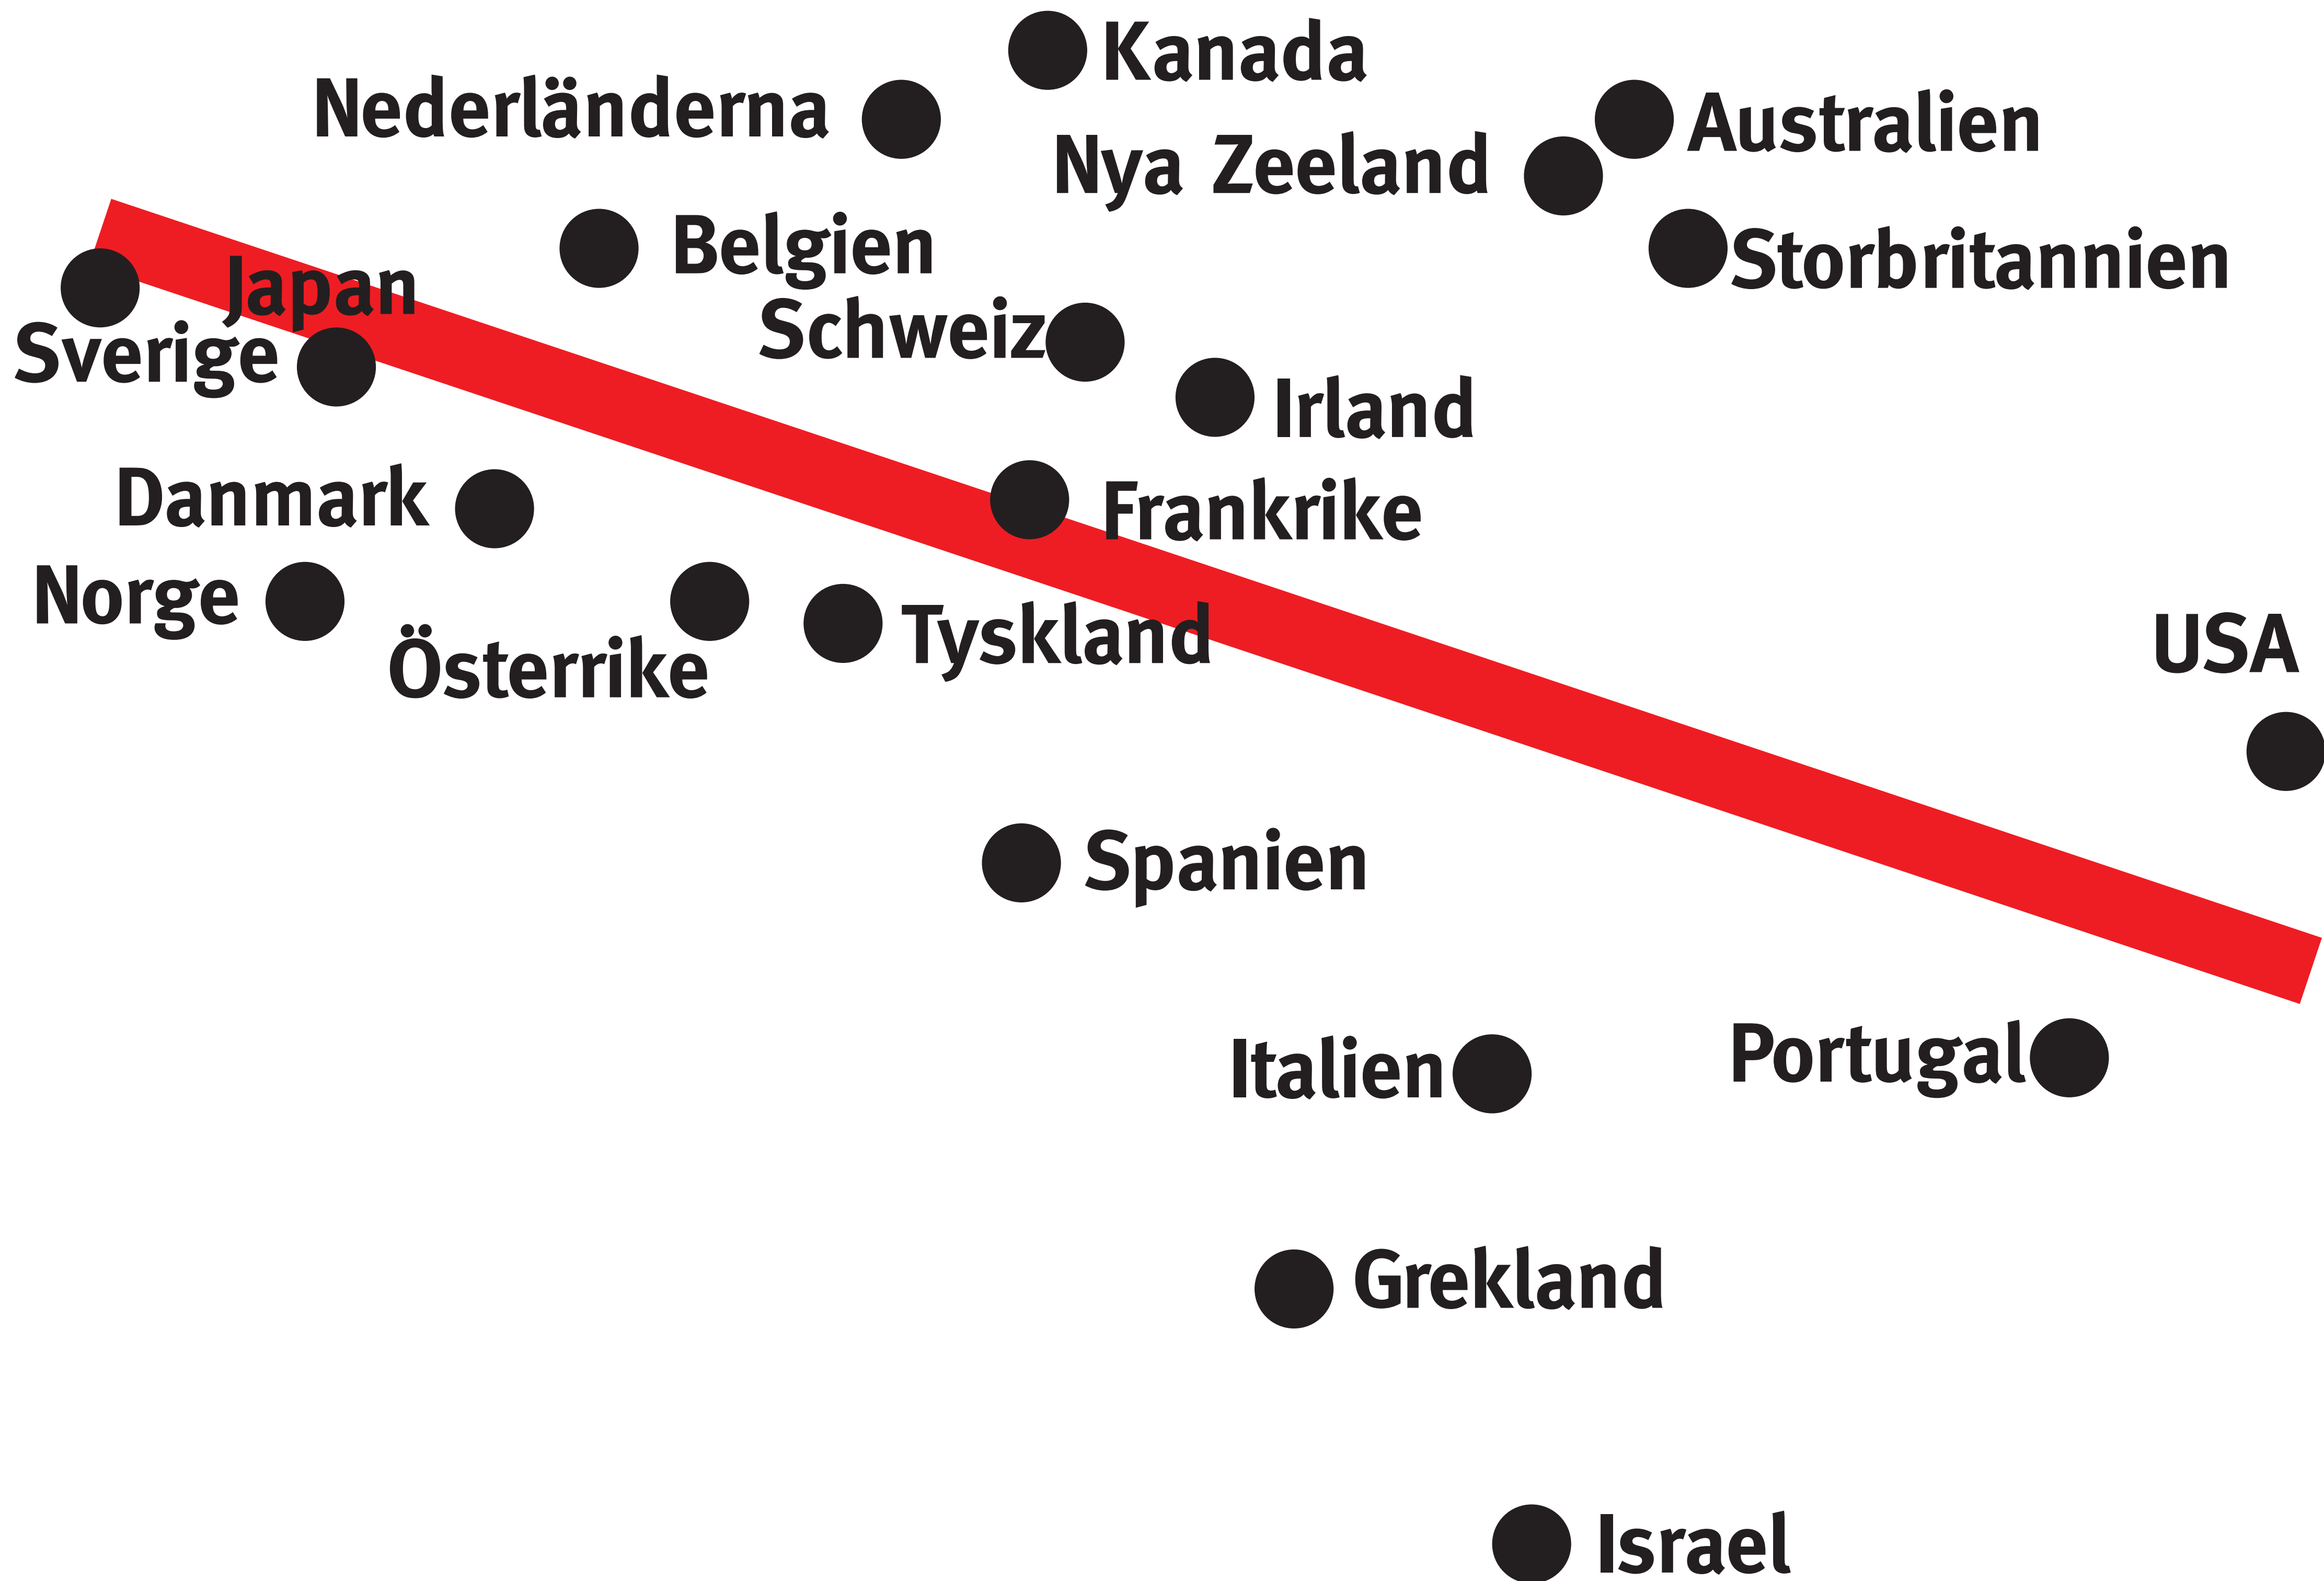 Kanada
Nederländerna
Australien
Nya Zeeland
Belgien
Storbritannien
Japan
Schweiz
Sverige
Irland
Danmark
Frankrike
Norge
Tyskland
USA
Österrike
Spanien
Italien
Portugal
Grekland
Israel